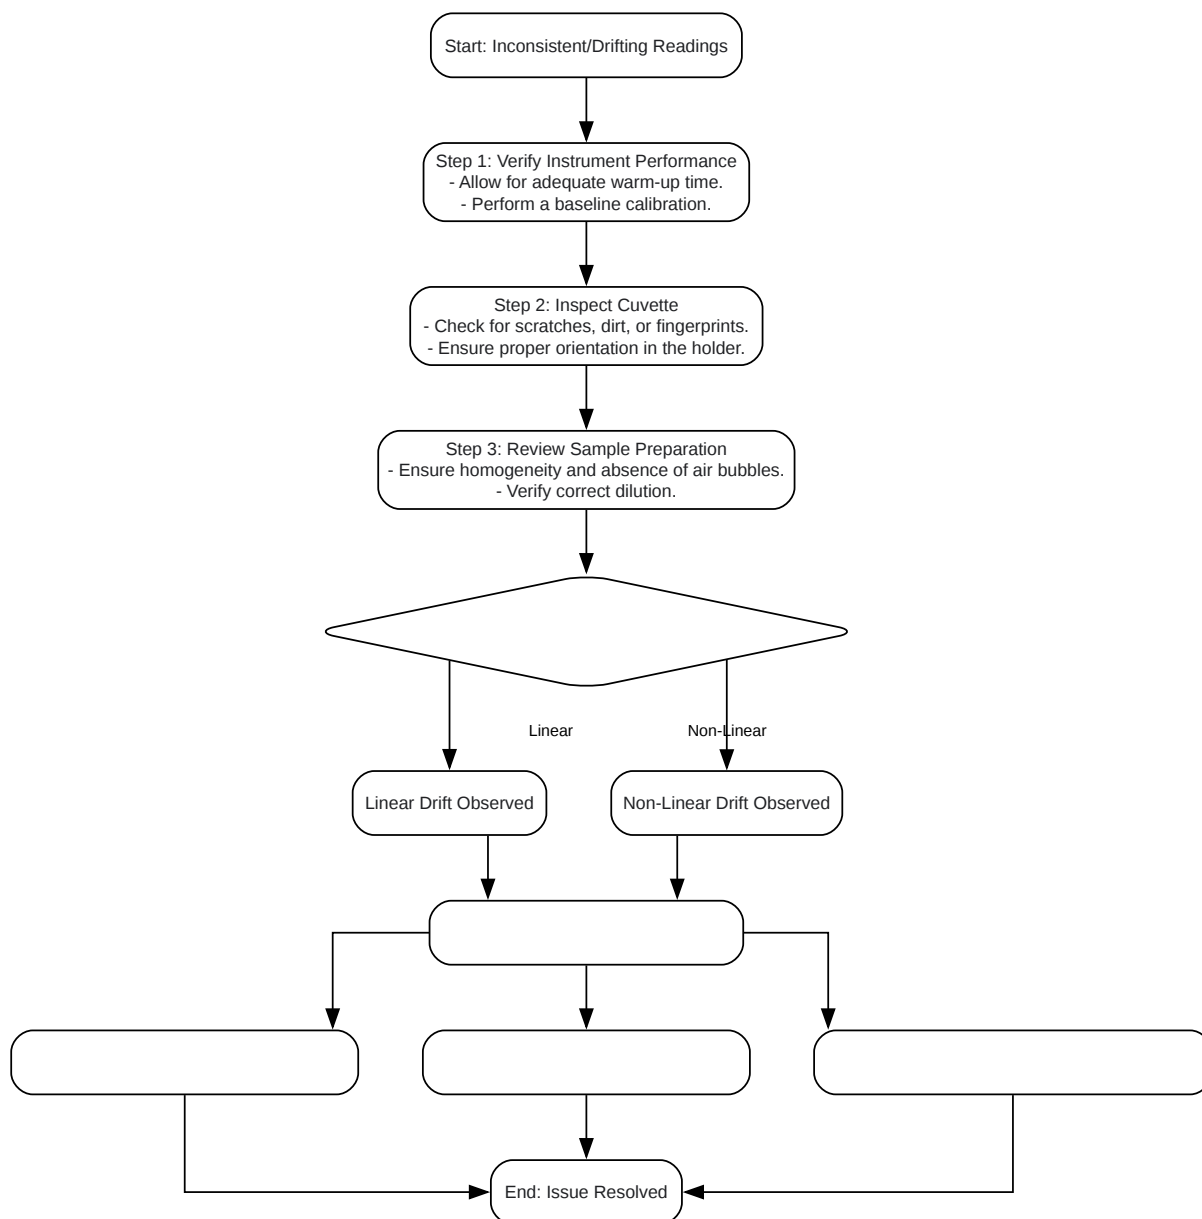 Start: Inconsistent/Drifting Readings
Step 1: Verify Instrument Performance
- Allow for adequate warm-up time.
- Perform a baseline calibration.
Step 2: Inspect Cuvette
- Check for scratches, dirt, or fingerprints.
- Ensure proper orientation in the holder.
Step 3: Review Sample Preparation
- Ensure homogeneity and absence of air bubbles.
- Verify correct dilution.
Linear
Non-Linear
Linear Drift Observed
Non-Linear Drift Observed
End: Issue Resolved